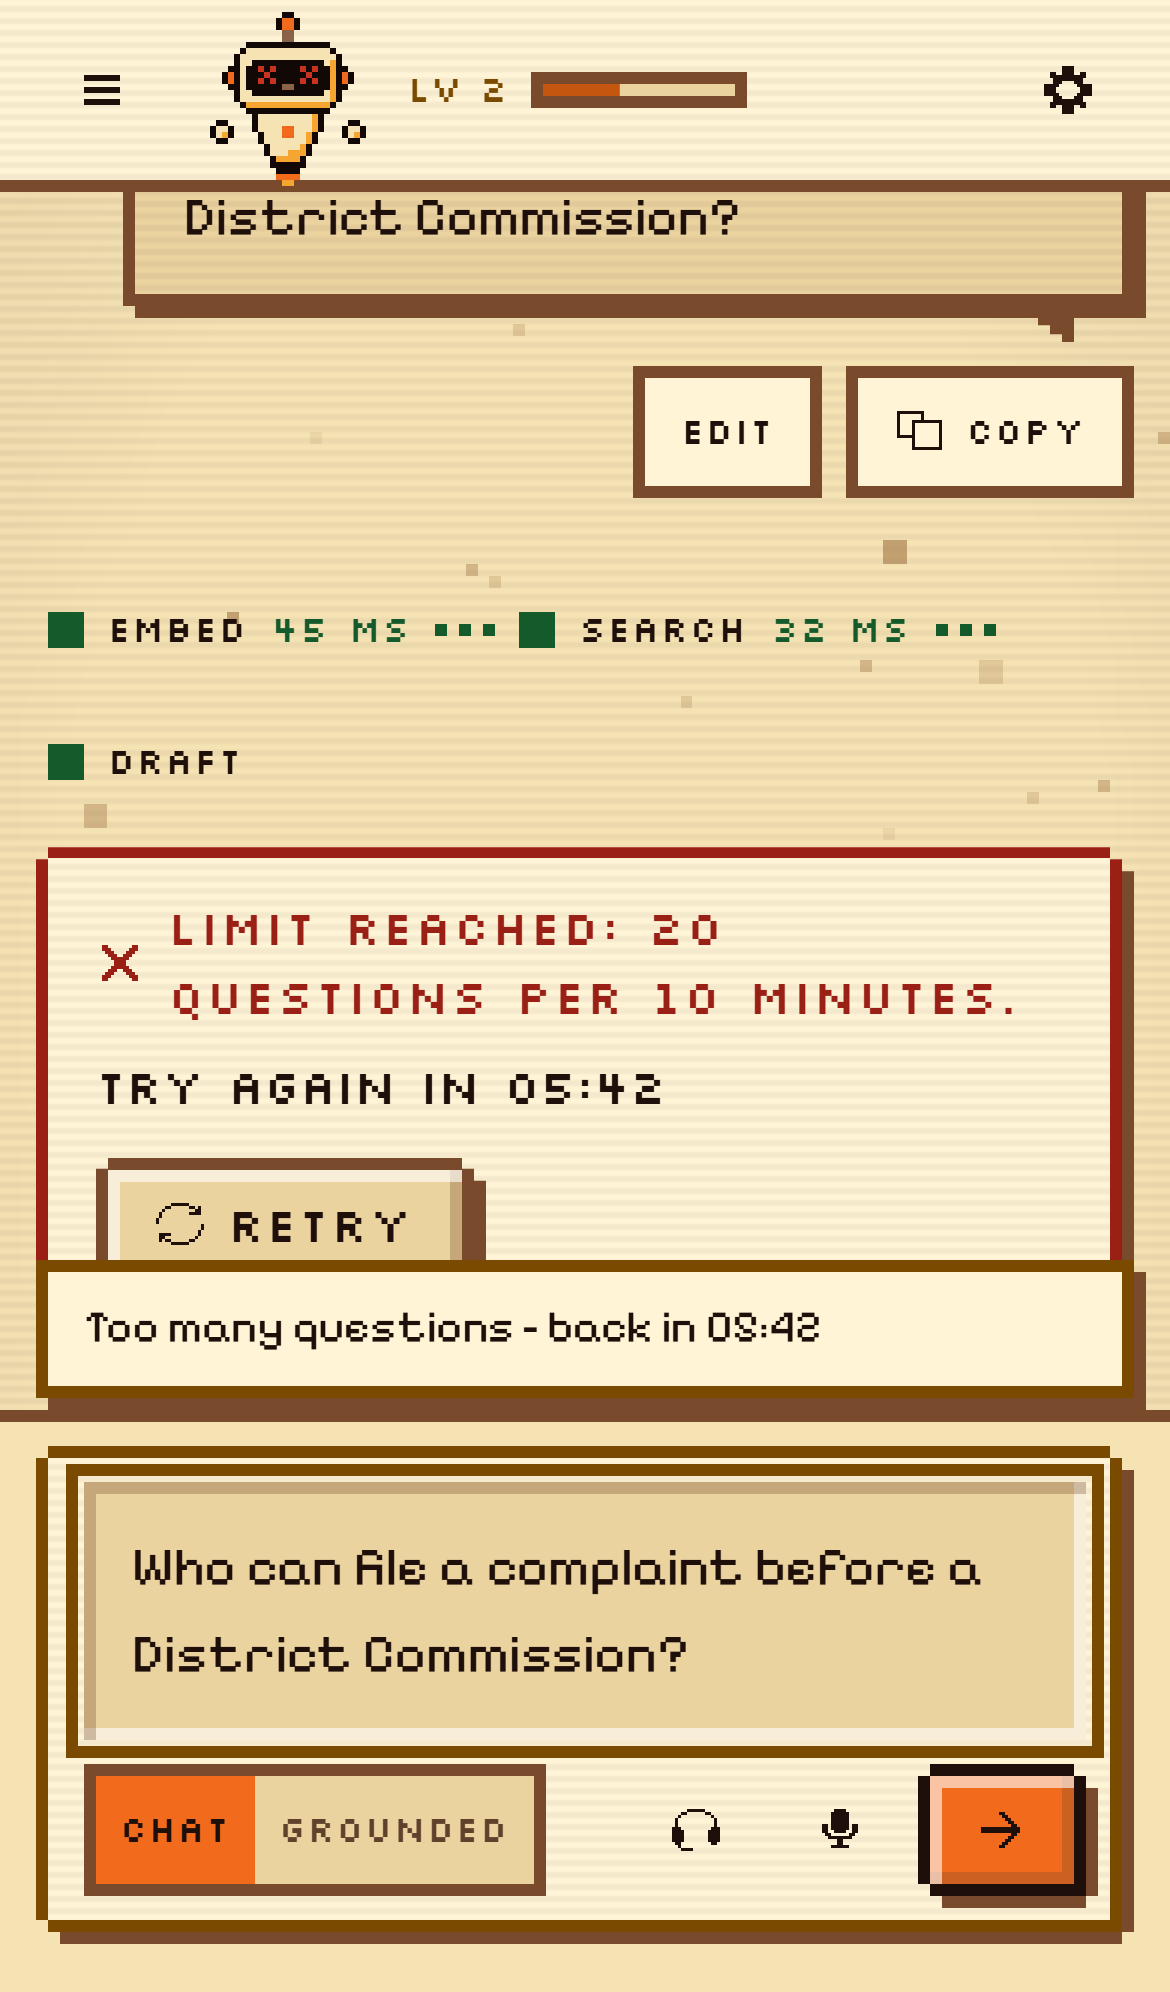 LV 2
District Commission?
EDIT
COPY
EMBED 45 MS
SEARCH 32 MS
DRAFT
LIMIT REACHED: 20
QUESTIONS PER 10 MINUTES.
TRY AGAIN IN 05:42
RETRY
Too many questions - back in 05:42
Who can file a complaint before a
District Commission?
CHAT
GROUNDED